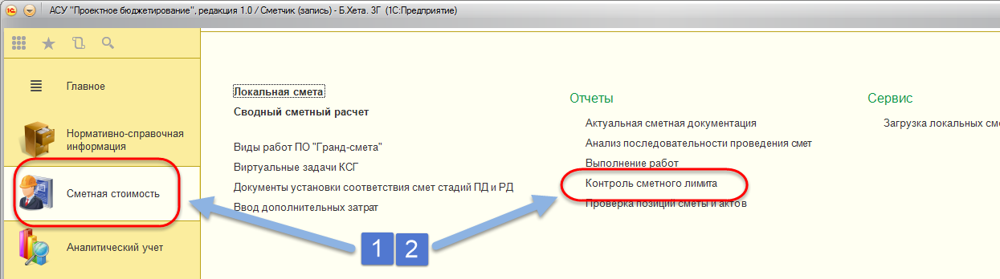 АСУ "Проектное бюджетирование", редакция 1.0 / Сметчик (запись) - Б.Хета. 3Г (1С:Предприятие)
Главное
Нормативно-справочная
информация
Сметная стоимость
Аналитический учет
Локальная смета
Сводный сметный расчет
Виды работ ПО "Гранд-смета"
Виртуальные задачи КСГ
Документы установки соответствия смет стадий ПД и РД
Ввод дополнительных затрат
1 2
Отчеты
Актуальная сметная документация
Анализ последовательности проведения смет
Выполнение работ
Контроль сметного лимита
Проверка позиций сметы и актов
Сервис
Загрузка локальных см